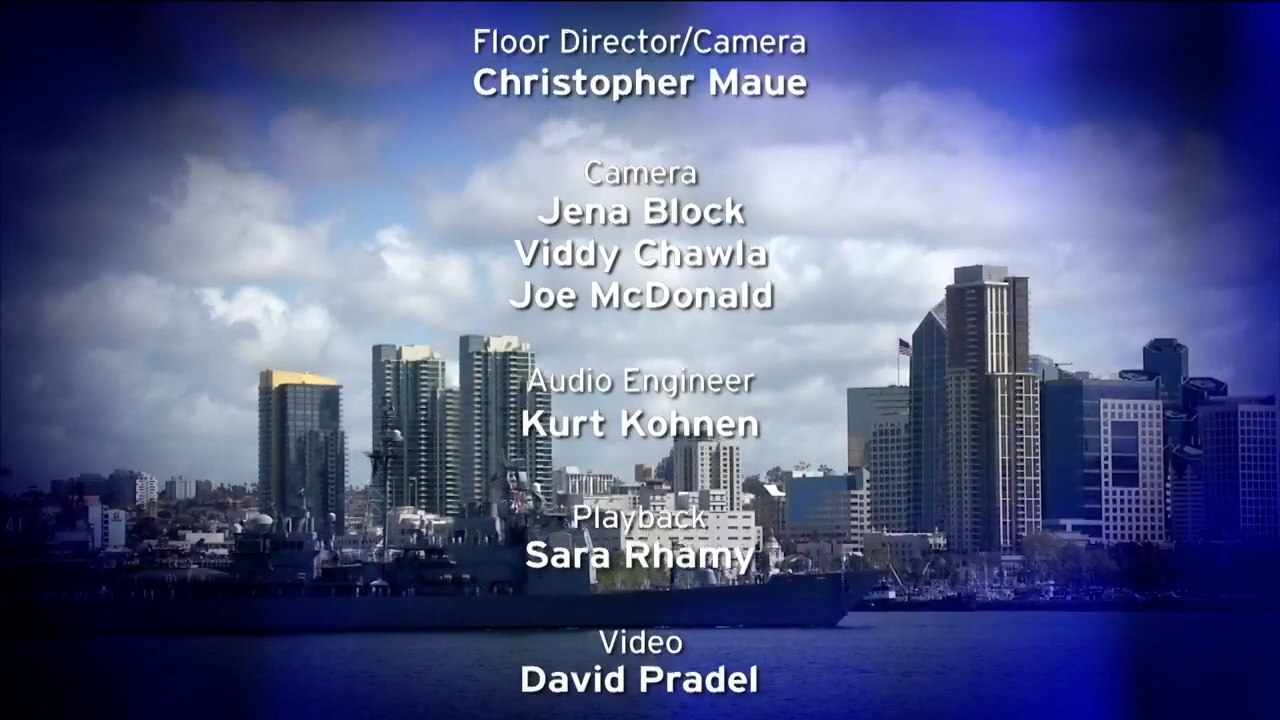 Floor Director/Camera
Christopher Maue
Camera
Jena Block
Viddy Chawla
Joe McDonald
Audio Engineer
Kurt Kohnen
Playback
Sara Rhamy
Video
David Pradel